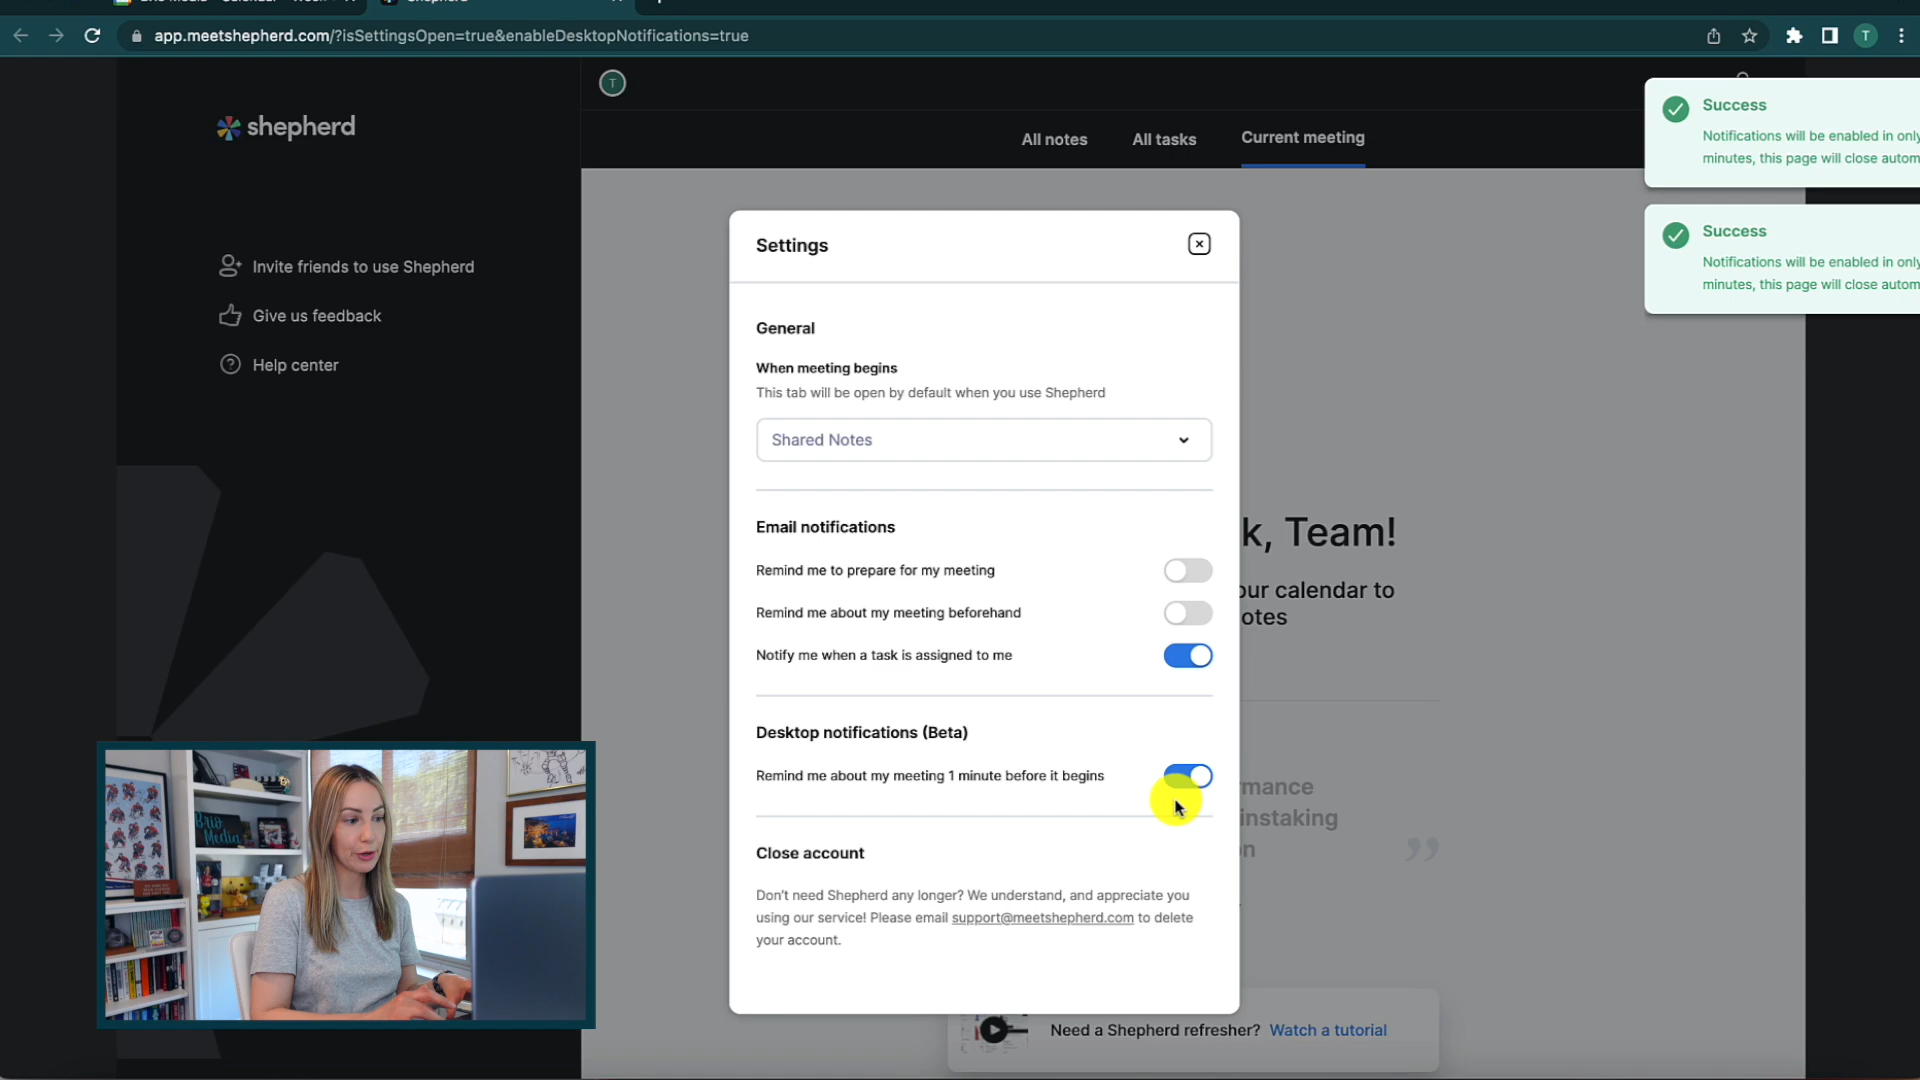 app.meetshepherd.com/?isSettingsOpen=true&enableDesktopNotifications=true
T
T
shepherd
All notes
All tasks
Current meeting
Invite friends to use Shepherd
Give us feedback
Help center
Success
Notifications will be enabled in only
minutes, this page will close autom
Success
Notifications will be enabled in only
minutes, this page will close autom
Settings
General
When meeting begins
This tab will be open by default when you use Shepherd
Shared Notes
Email notifications
Remind me to prepare for my meeting
Remind me about my meeting beforehand
Notify me when a task is assigned to me
Desktop notifications (Beta)
Remind me about my meeting 1 minute before it begins
Close account
Don't need Shepherd any longer? We understand, and appreciate you
using our service! Please email support@meetshepherd.com to delete
your account.
k, Team!
our calendar to
otes
mance
instaking
n
Need a Shepherd refresher? Watch a tutorial
Brio
Media